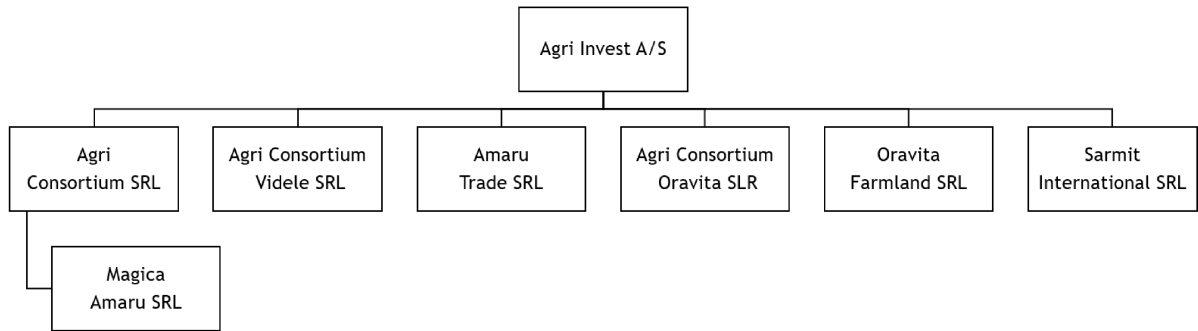 Agri Invest A/S
Agri
Consortium SRL
Agri Consortium
Videle SRL
Amaru
Trade SRL
Agri Consortium
Oravita SLR
Oravita
Farmland SRL
Sarmit
International SRL
Magica
Amaru SRL